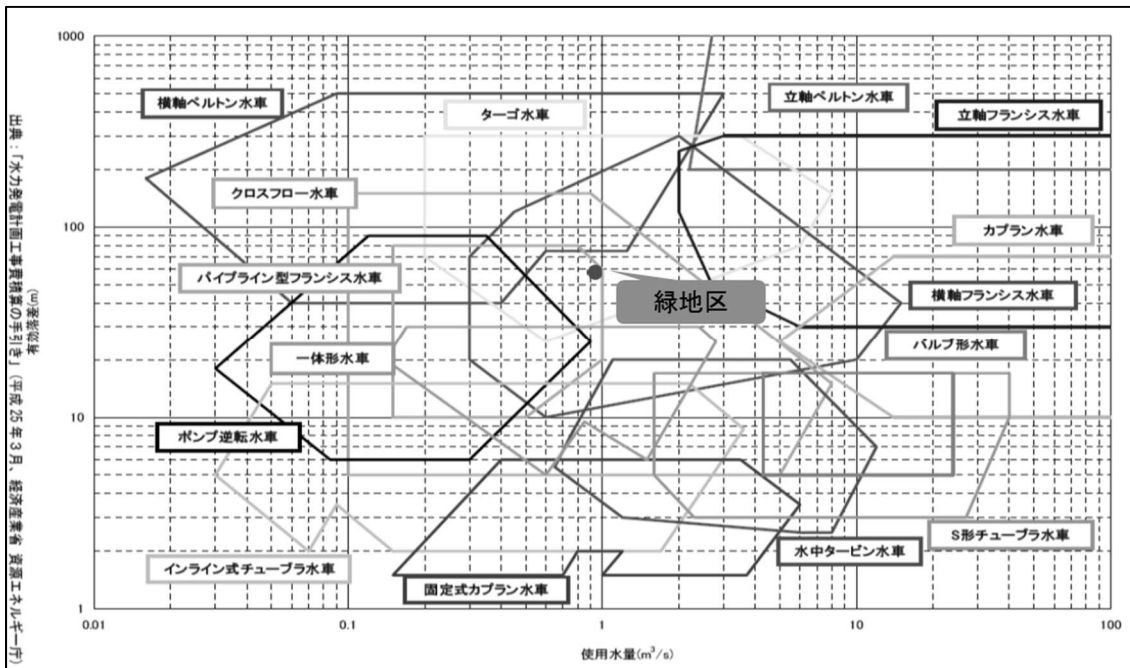 出典：「水力発電計画工事費積算の手引き」（平成25年3月、経済産業省 資源エネルギー庁）
有効落差(m)
1000
100
10
1
横軸ペルトン水車
ターゴ水車
立軸ペルトン水車
立軸フランシス水車
クロスフロー水車
カプラン水車
パイプライン型フランシス水車
緑地区
横軸フランシス水車
一体形水車
バルブ形水車
ポンプ逆転水車
S形チューブラ水車
インライン式チューブラ水車
固定式カプラン水車
水中タービン水車
0.01
0.1
1
10
100
使用水量(m³/s)